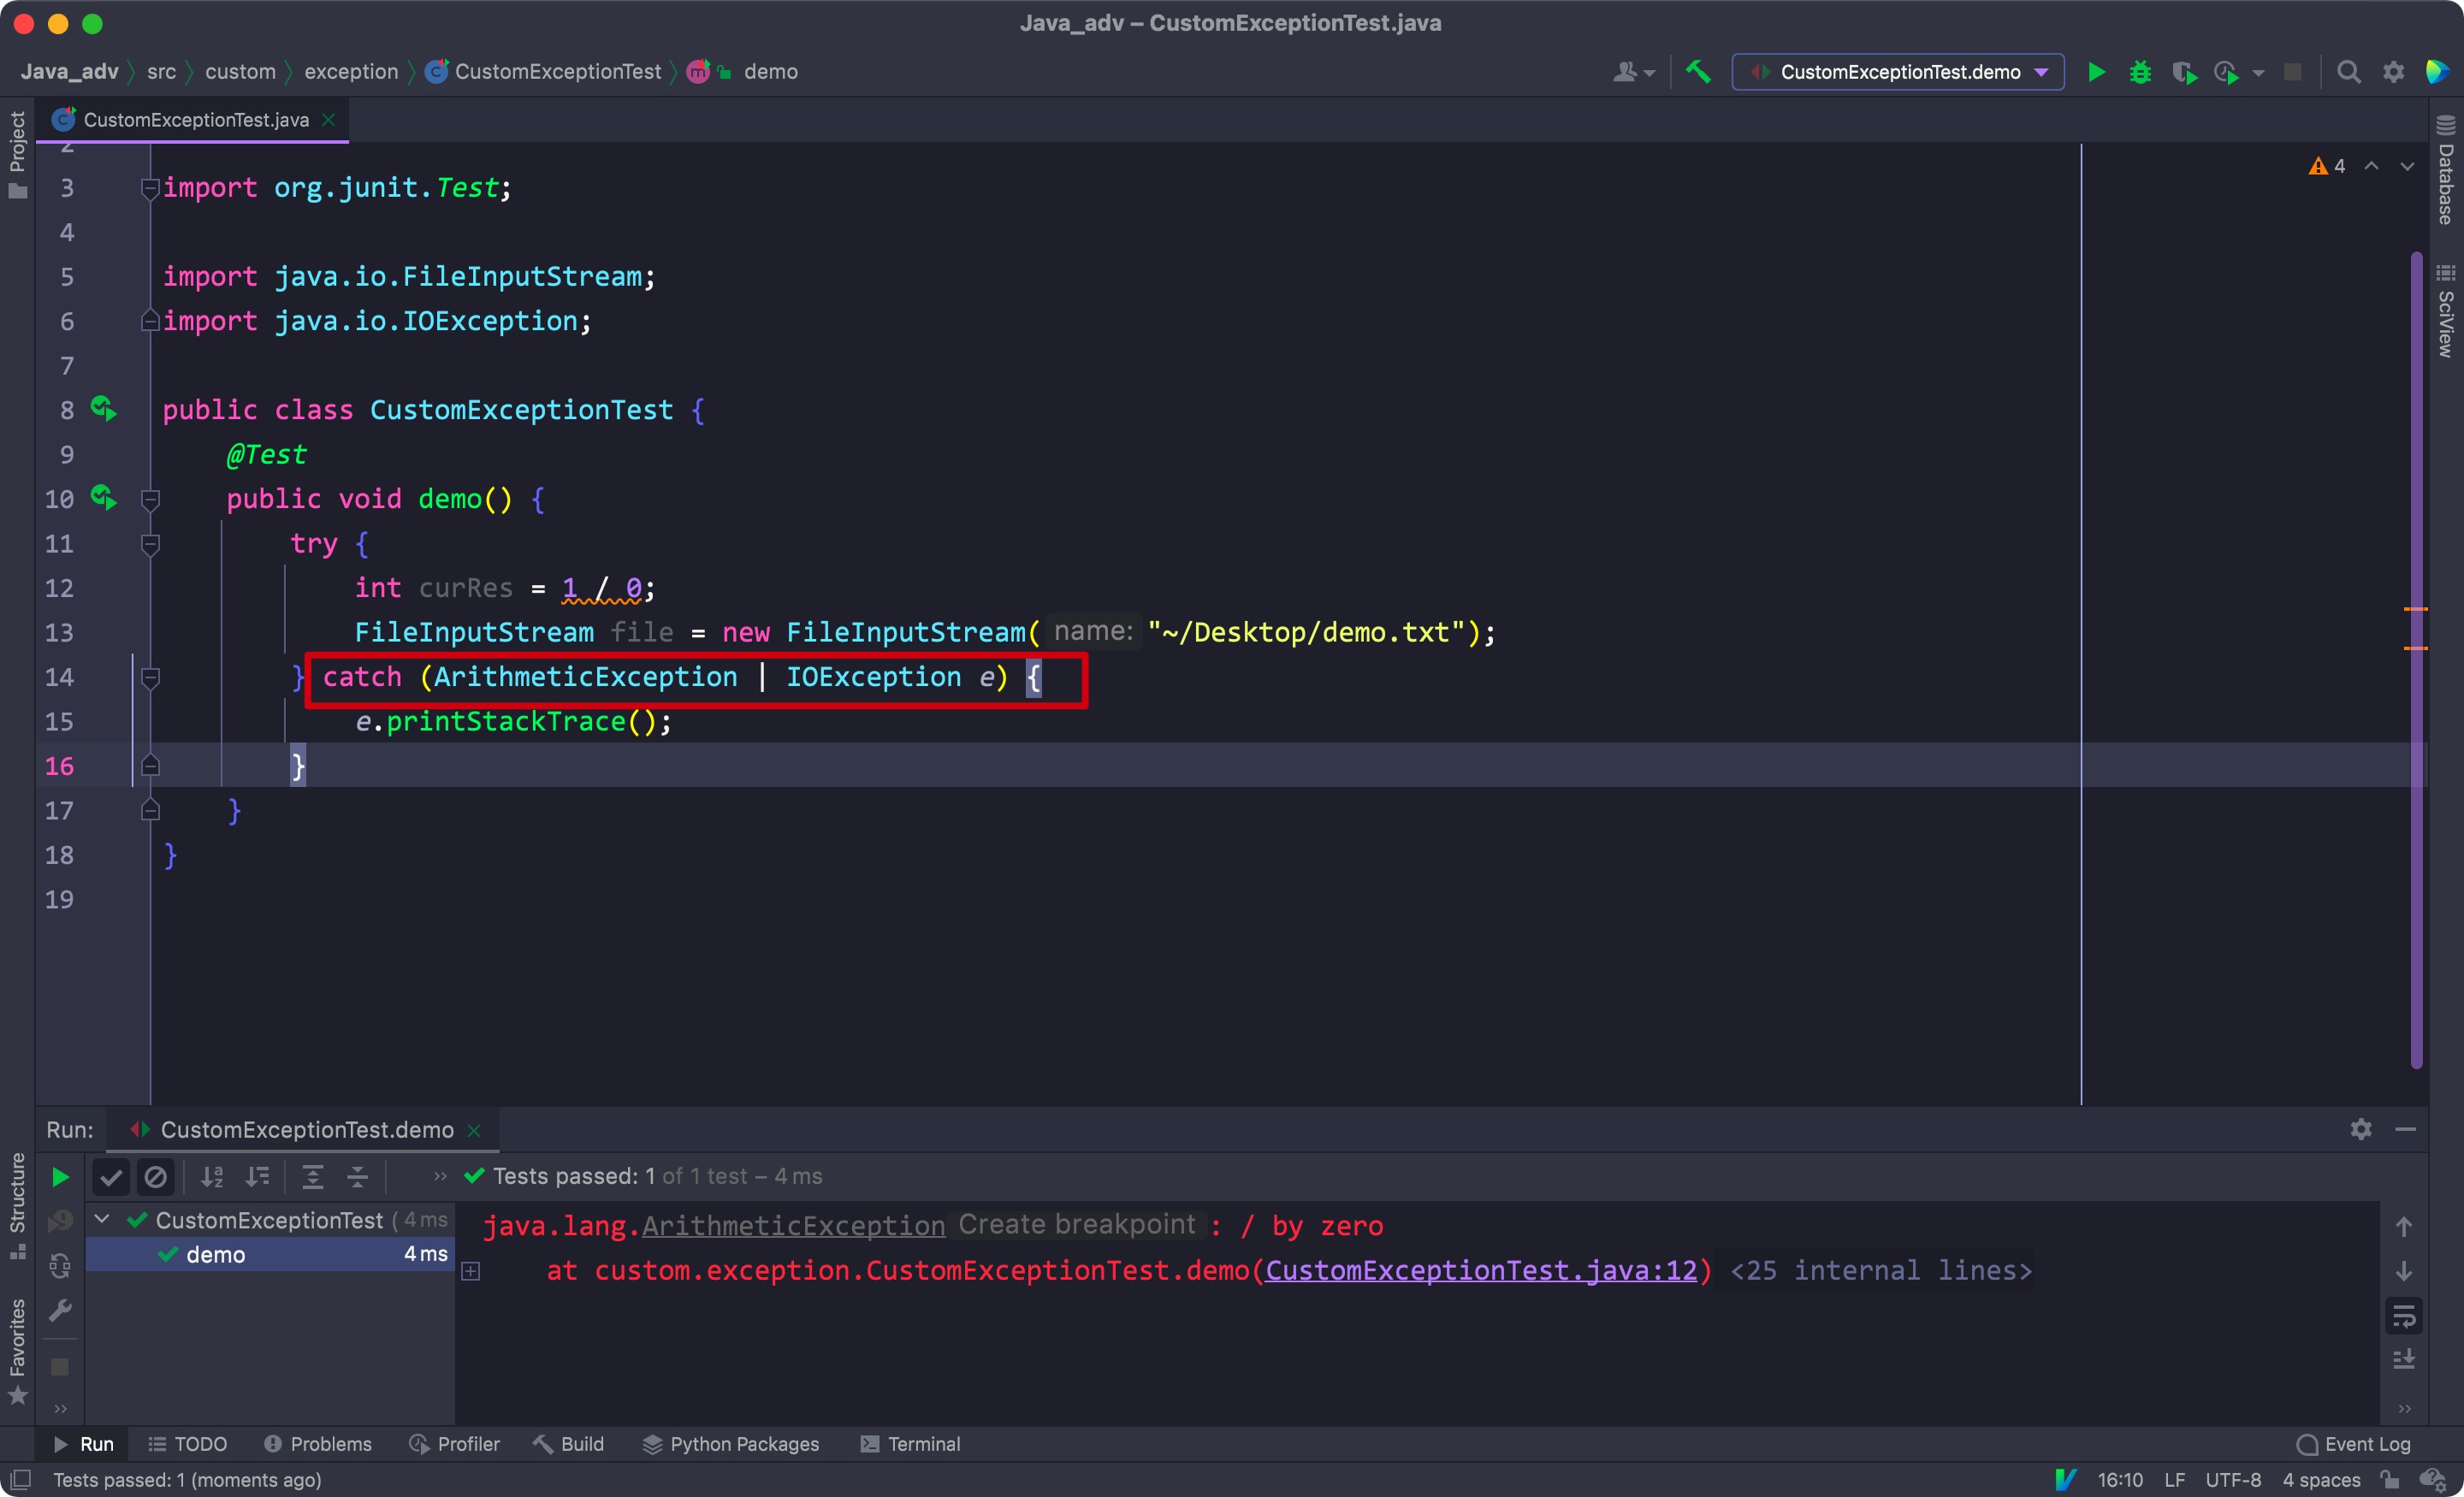 Java_adv – CustomExceptionTest.java
Java_adv src custom exception CustomExceptionTest demo
CustomExceptionTest.demo
Project
CustomExceptionTest.java
Database
SciView
4
2
3 import org.junit.Test;
4
5 import java.io.FileInputStream;
6 import java.io.IOException;
7
8 public class CustomExceptionTest {
9 @Test
10 public void demo() {
11 try {
12 int curRes = 1 / 0;
13 FileInputStream file = new FileInputStream( name: "~/Desktop/demo.txt");
14 } catch (ArithmeticException | IOException e) {
15 e.printStackTrace();
16 }
17 }
18 }
19
Run: CustomExceptionTest.demo
Structure
Favorites
Tests passed: 1 of 1 test – 4 ms
CustomExceptionTest ( 4 ms
demo 4 ms
java.lang.ArithmeticException Create breakpoint : / by zero
at custom.exception.CustomExceptionTest.demo(CustomExceptionTest.java:12) <25 internal lines>
Run TODO Problems Profiler Build Python Packages Terminal Event Log
Tests passed: 1 (moments ago) 16:10 LF UTF-8 4 spaces